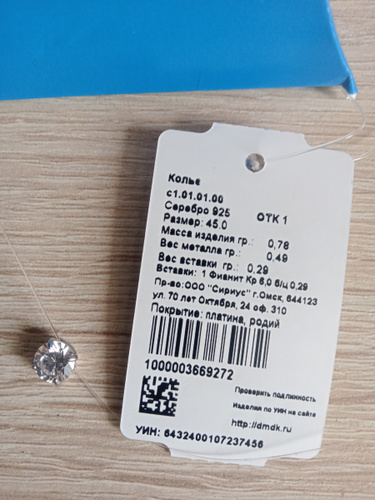 Колье
с1.01.01.00
Серебро 925 ОТК 1
Размер: 45.0
Масса изделия гр.: 0,78
Вес металла гр.: 0,49
Вес вставки гр.: 0,29
Вставки: 1 Фианит Кр 6,0 б/ц 0.29
Пр-во:ООО "Сириус" г.Омск, 644123
ул. 70 лет Октября, 24 оф. 310
Покрытие: платина, родий
1000003669272
Проверить подлинность
Изделия по УИН на сайте
http://dmdk.ru
УИН: 6432400107237456